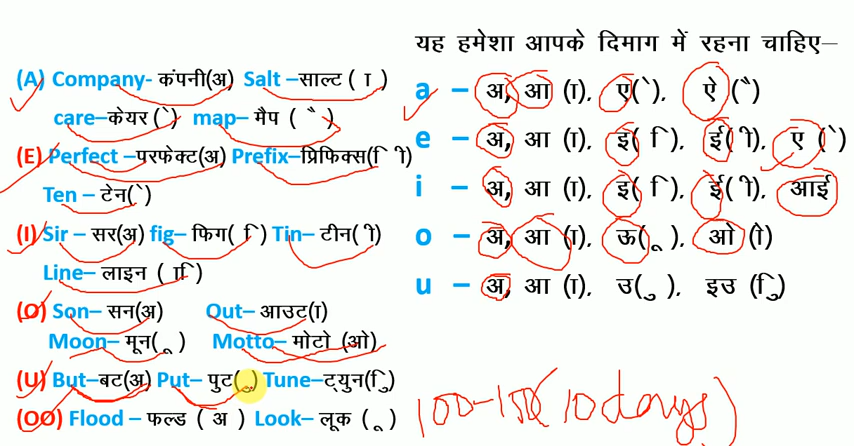 (A) Company- कंपनी(अ) Salt –साल्ट ( ा )
care–केयर(े) map– मैप ( ै )
(E) Perfect –परफेक्ट(अ) Prefix–प्रिफिक्स(ि ी)
Ten – टेन(े)
(I) Sir – सर(अ) fig– फिग( ि ) Tin– टीन( ी)
Line– लाइन ( ाि )
(O) Son– सन(अ) Out– आउट(ा)
Moon– मून( ू ) Motto– मोटो (ओ)
(U) But–बट(अ) Put– पुट( ु ) Tune–ट्युन(िु)
(OO) Flood – फल्ड ( अ ) Look– लूक ( ू )
यह हमेशा आपके दिमाग में रहना चाहिए–
a – अ, आ (ा), ए(े), ऐ (ै)
e – अ, आ (ा), इ( ि ), ई( ी), ए (े)
i – अ, आ (ा), इ( ि ), ई( ी), आई
o – अ, आ (ा), ऊ( ू ), ओ (ो)
u – अ, आ (ा), उ( ु ), इउ (िु)
100-150 10 days)